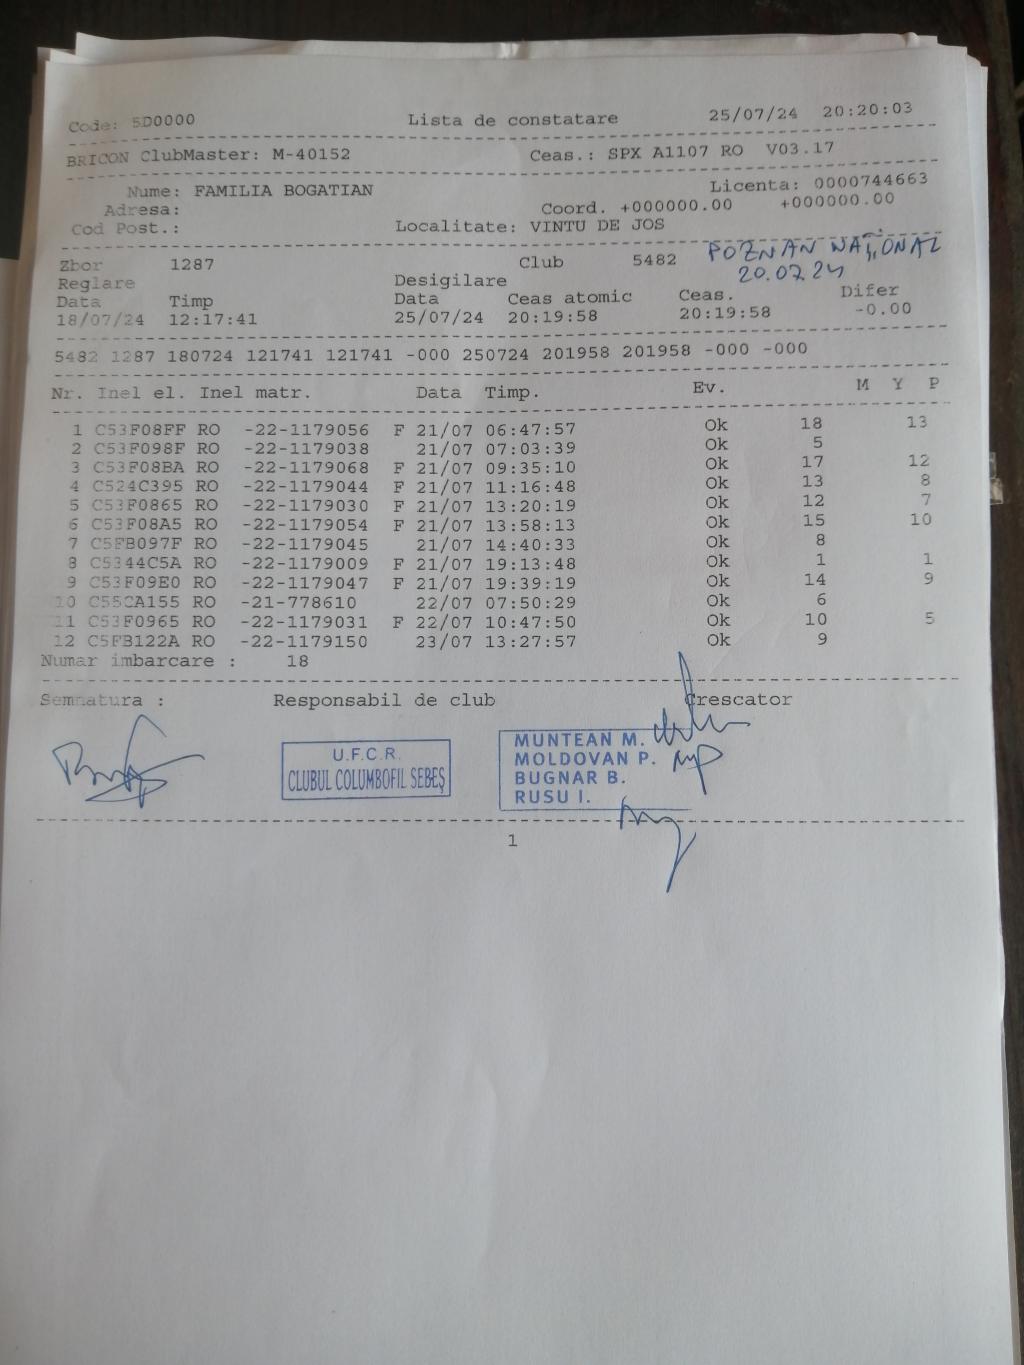 Code: 5D0000 Lista de constatare 25/07/24 20:20:03
BRICON ClubMaster: M-40152 Ceas.: SPX A1107 RO V03.17
Nume: FAMILIA BOGATIAN Licenta: 0000744663
Adresa: Coord. +000000.00 +000000.00
Cod Post.: Localitate: VINTU DE JOS
POZNAN NAȚIONAL
Zbor 1287 Club 5482
20.07.24
Reglare Desigilare
Data Timp Data Ceas atomic Ceas. Difer
18/07/24 12:17:41 25/07/24 20:19:58 20:19:58 -0.00
5482 1287 180724 121741 121741 -000 250724 201958 201958 -000 -000
Nr. Inel el. Inel matr. Data Timp. Ev. M Y P
1 C53F08FF RO -22-1179056 F 21/07 06:47:57 Ok 18 13
2 C53F098F RO -22-1179038 21/07 07:03:39 Ok 5
3 C53F08BA RO -22-1179068 F 21/07 09:35:10 Ok 17 12
4 C524C395 RO -22-1179044 F 21/07 11:16:48 Ok 13 8
5 C53F0865 RO -22-1179030 F 21/07 13:20:19 Ok 12 7
6 C53F08A5 RO -22-1179054 F 21/07 13:58:13 Ok 15 10
7 C5FB097F RO -22-1179045 21/07 14:40:33 Ok 8
8 C5344C5A RO -22-1179009 F 21/07 19:13:48 Ok 1 1
9 C53F09E0 RO -22-1179047 F 21/07 19:39:19 Ok 14 9
10 C55CA155 RO -21-778610 22/07 07:50:29 Ok 6
11 C53F0965 RO -22-1179031 F 22/07 10:47:50 Ok 10 5
12 C5FB122A RO -22-1179150 23/07 13:27:57 Ok 9
Numar imbarcare : 18
Semnatura : Responsabil de club Crescator
U.F.C.R.
CLUBUL COLUMBOFIL SEBEȘ
MUNTEAN M.
MOLDOVAN P.
BUGNAR B.
RUSU I.
1